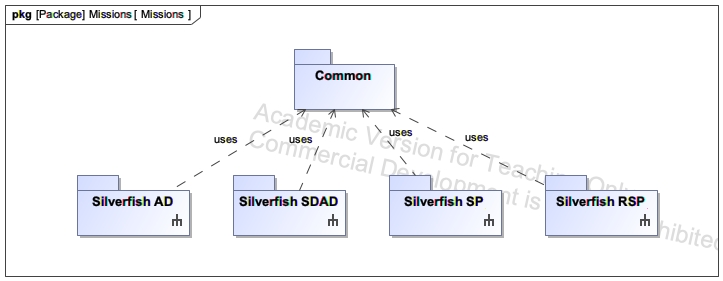 pkg [Package] Missions [ Missions ]
Common
Academic Version for Teaching Only
Commercial Development is prohibited
uses
uses
uses
uses
Silverfish AD
Silverfish SDAD
Silverfish SP
Silverfish RSP